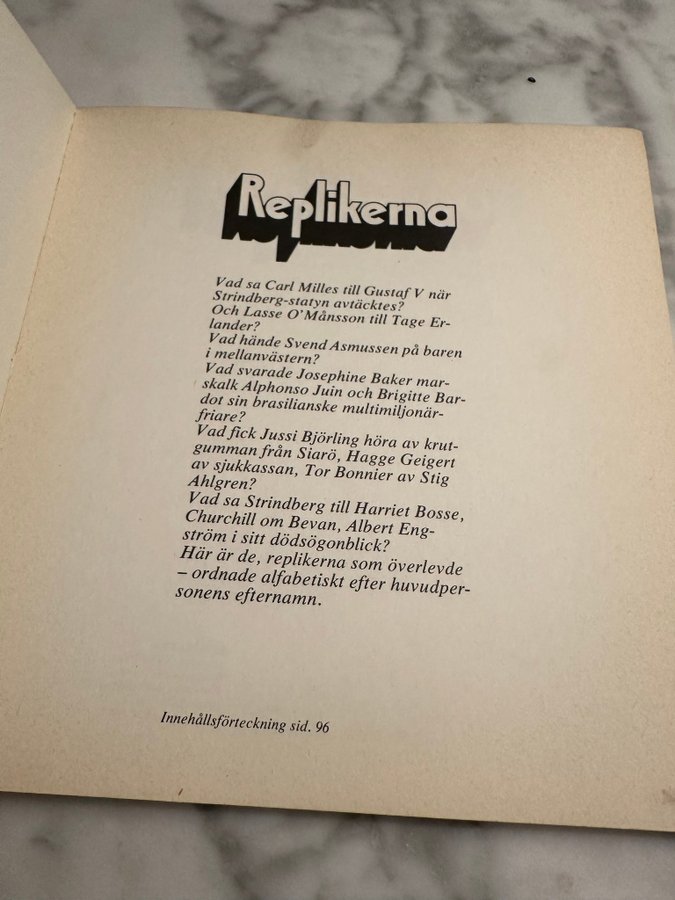 Replikerna
Vad sa Carl Milles till Gustaf V när
Strindberg-statyn avtäcktes?
Och Lasse O'Månsson till Tage Er-
lander?
Vad hände Svend Asmussen på baren
i mellanvästern?
Vad svarade Josephine Baker mar-
skalk Alphonso Juin och Brigitte Bar-
dot sin brasilianske multimiljonär-
friare?
Vad fick Jussi Björling höra av krut-
gumman från Siarö, Hagge Geigert
av sjukkassan, Tor Bonnier av Stig
Ahlgren?
Vad sa Strindberg till Harriet Bosse,
Churchill om Bevan, Albert Eng-
ström i sitt dödsögonblick?
Här är de, replikerna som överlevde
– ordnade alfabetiskt efter huvudper-
sonens efternamn.
Innehållsförteckning sid. 96